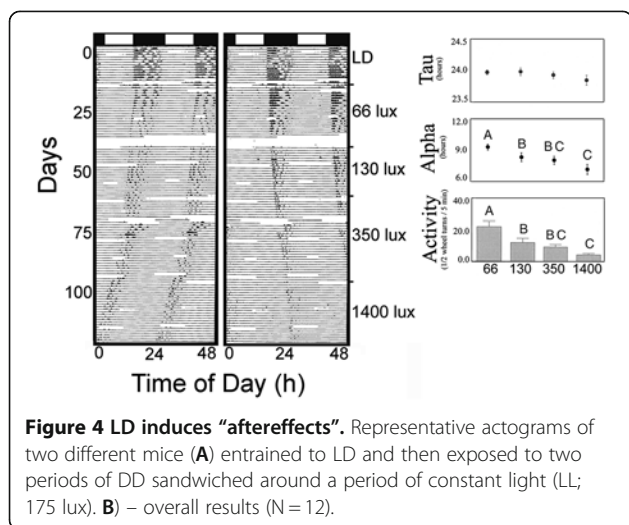 0
25
50
75
100
Days
LD
66 lux
130 lux
350 lux
1400 lux
0 24 48 0 24 48
Time of Day (h)
Tau
(hours)
24.5
24.0
23.5
Alpha
(hours)
12.0
9.0
6.0
A B BC C
Activity
(1/2 wheel turns / 5 min)
40.0
20.0
0.0
A B BC C
66 130 350 1400
Figure 4 LD induces “aftereffects”. Representative actograms of
two different mice (A) entrained to LD and then exposed to two
periods of DD sandwiched around a period of constant light (LL;
175 lux). B) – overall results (N = 12).